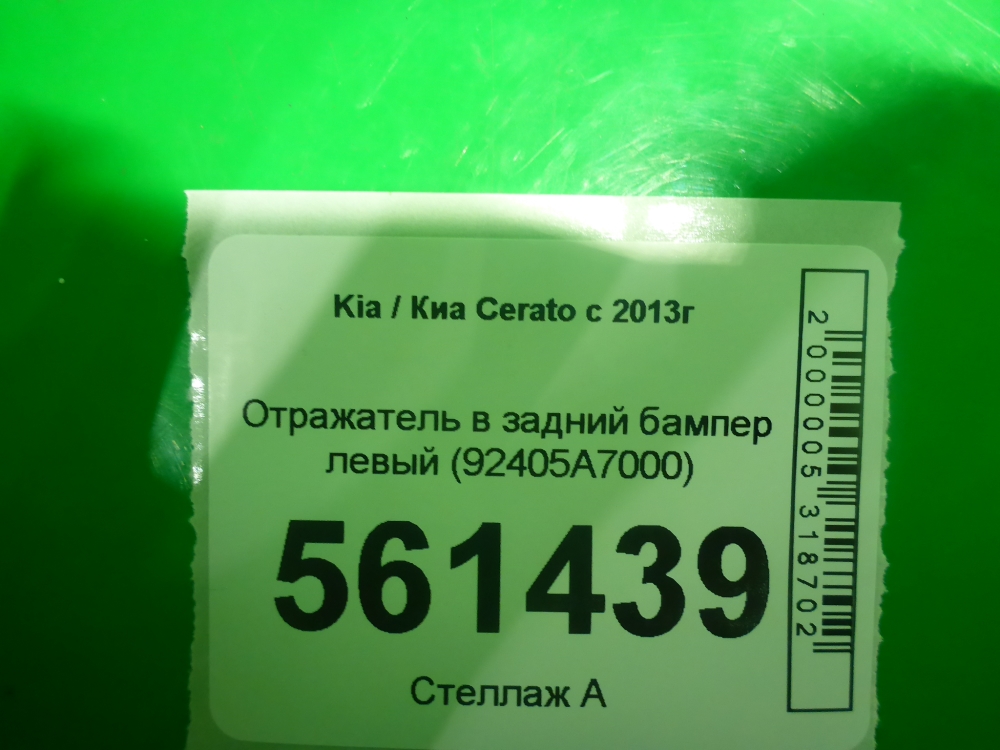 Kia / Киа Cerato с 2013г
Отражатель в задний бампер
левый (92405A7000)
561439
Стеллаж А
2000005318702